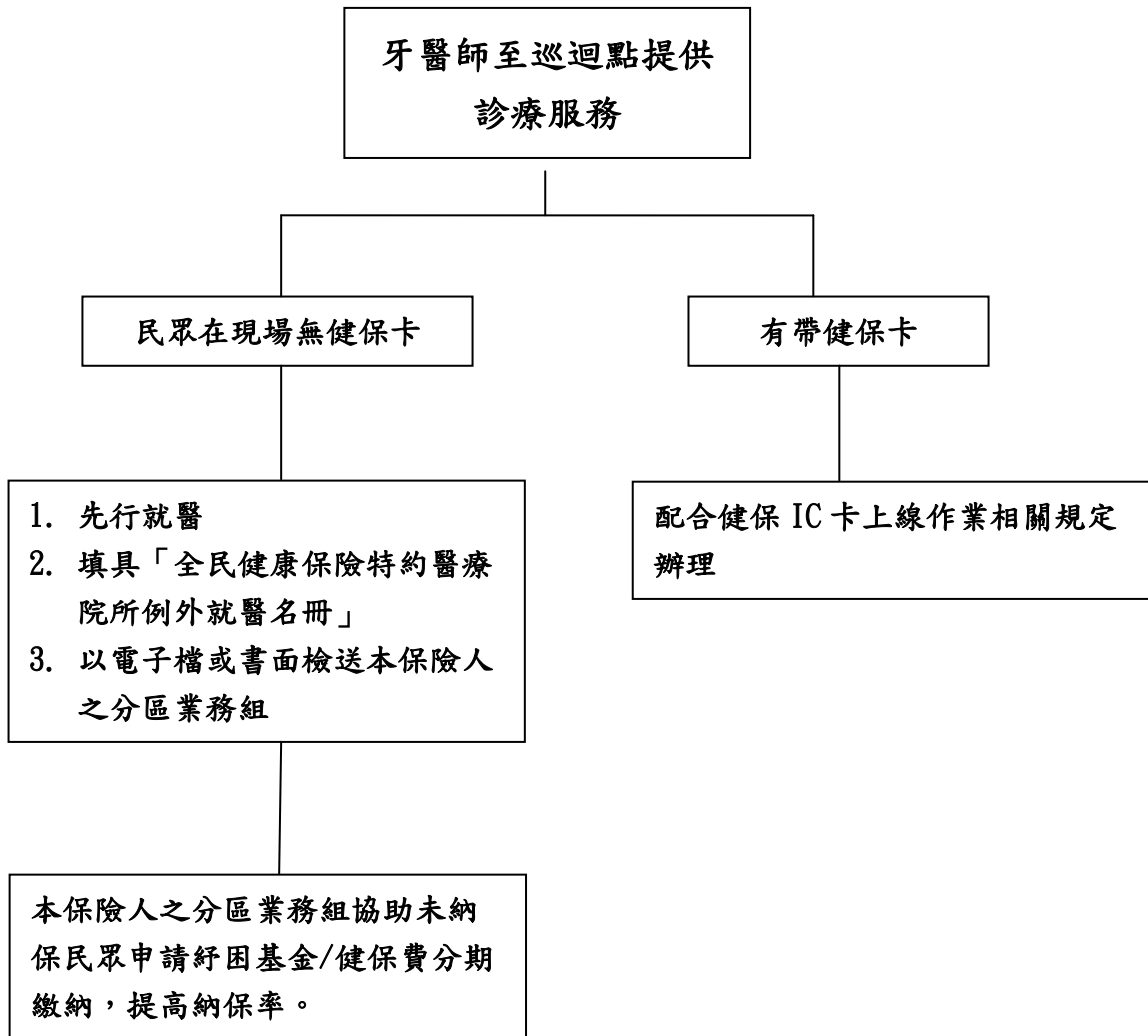 牙醫師至巡迴點提供
診療服務
民眾在現場無健保卡
有帶健保卡
1. 先行就醫
2. 填具「全民健康保險特約醫療
院所例外就醫名冊」
3. 以電子檔或書面檢送本保險人
之分區業務組
配合健保 IC 卡上線作業相關規定
辦理
本保險人之分區業務組協助未納
保民眾申請紓困基金/健保費分期
繳納，提高納保率。